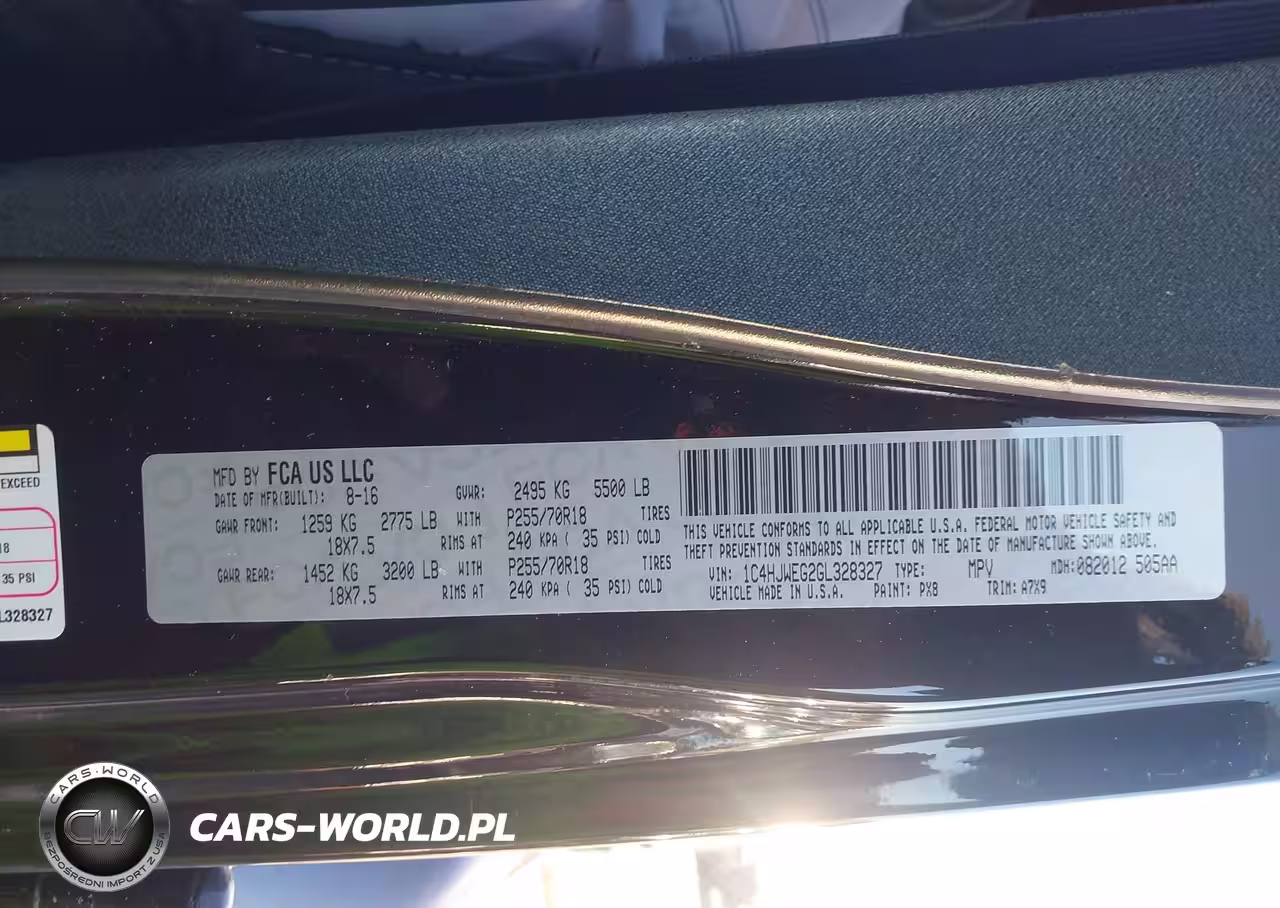 MFD BY FCA US LLC
DATE OF MFR(BUILT): 8-16 GVWR: 2495 KG 5500 LB
GAWR FRONT: 1259 KG 2775 LB WITH P255/70R18 TIRES
18X7.5 RIMS AT 240 KPA ( 35 PSI) COLD
GAWR REAR: 1452 KG 3200 LB WITH P255/70R18 TIRES
18X7.5 RIMS AT 240 KPA ( 35 PSI) COLD
THIS VEHICLE CONFORMS TO ALL APPLICABLE U.S.A. FEDERAL MOTOR VEHICLE SAFETY AND
THEFT PREVENTION STANDARDS IN EFFECT ON THE DATE OF MANUFACTURE SHOWN ABOVE.
VIN: 1C4HJWEG2GL328327 TYPE: MPV MDH: 082012 505AA
VEHICLE MADE IN U.S.A. PAINT: PX8 TRIM: A7X9
EXCEED
18
35 PSI
L328327
CARS-WORLD
CW
BEZPOŚREDNI IMPORT Z USA
CARS-WORLD.PL